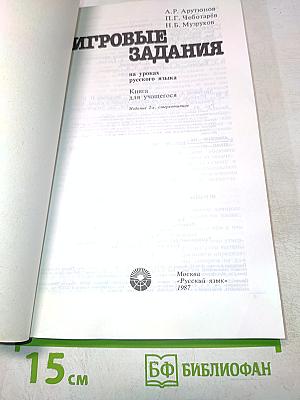 А.Р. Арутюнов
П.Г. Чеботарёв
Н.Б. Музруков
ИГРОВЫЕ
ЗАДАНИЯ
на уроках
русского языка
Книга
для учащегося
Издание 2-е, стереотипное
Москва
«Русский язык»
1987
15 см
БФ БИБЛИОФАН